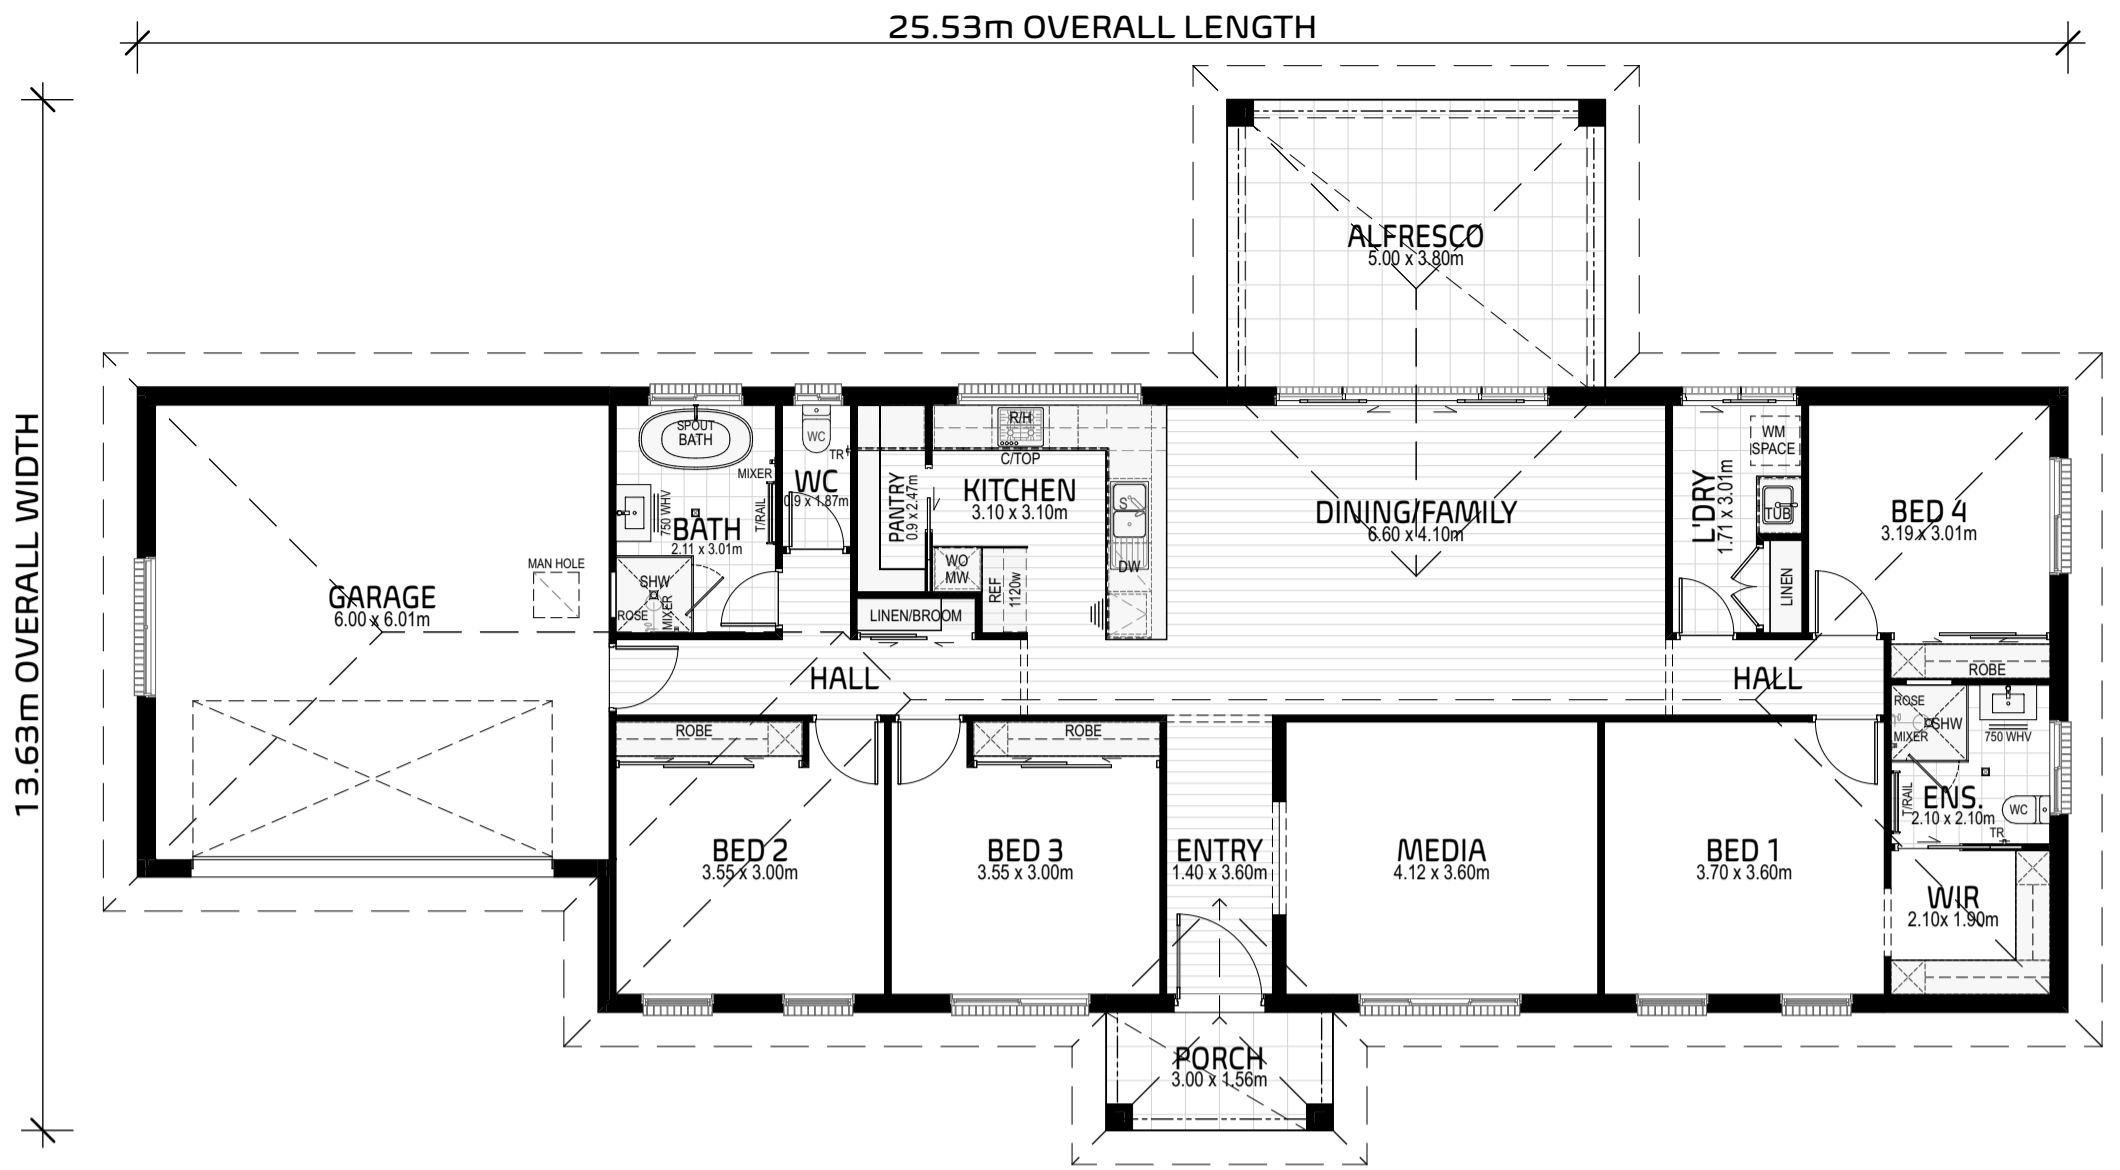 25.53m OVERALL LENGTH
13.63m OVERALL WIDTH
ALFRESCO
5.00 x 3.80m
GARAGE
6.00 x 6.01m
MAN HOLE
SPOUT
BATH
MIXER
T/RAIL
750 WHV
BATH
2.11 x 3.01m
SHW
ROSE
MIXER
WC
TR
WC
0.9 x 1.87m
PANTRY
0.9 x 2.47m
R/H
C/TOP
KITCHEN
3.10 x 3.10m
S
DW
WO
MW
REF
1120w
LINEN/BROOM
DINING/FAMILY
6.60 x 4.10m
L'DRY
1.71 x 3.01m
WM
SPACE
TUB
LINEN
BED 4
3.19 x 3.01m
ROBE
HALL
HALL
ROBE
ROBE
BED 2
3.55 x 3.00m
BED 3
3.55 x 3.00m
ENTRY
1.40 x 3.60m
MEDIA
4.12 x 3.60m
BED 1
3.70 x 3.60m
ROSE
SHW
MIXER
750 WHV
T/RAIL
ENS.
2.10 x 2.10m
WC
TR
WIR
2.10x 1.90m
PORCH
3.00 x 1.56m